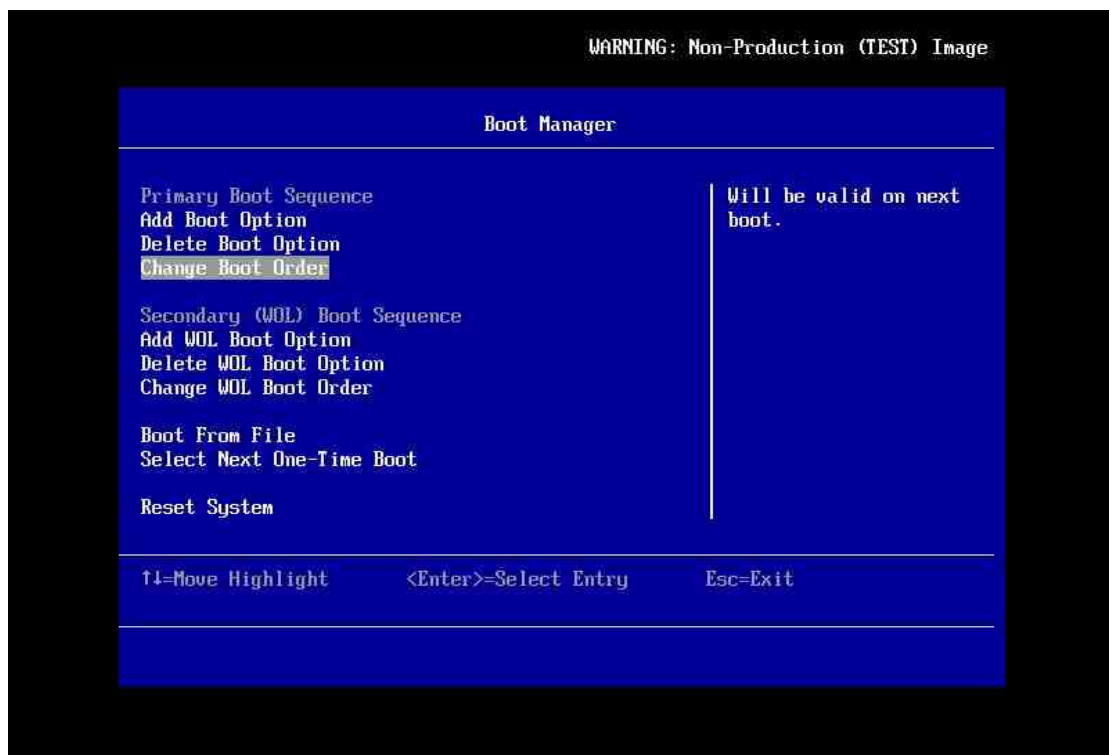 WARNING: Non-Production (TEST) Image
Boot Manager
Primary Boot Sequence
Add Boot Option
Delete Boot Option
Change Boot Order
Secondary (WOL) Boot Sequence
Add WOL Boot Option
Delete WOL Boot Option
Change WOL Boot Order
Boot From File
Select Next One-Time Boot
Reset System
Will be valid on next
boot.
↑↓=Move Highlight <Enter>=Select Entry Esc=Exit